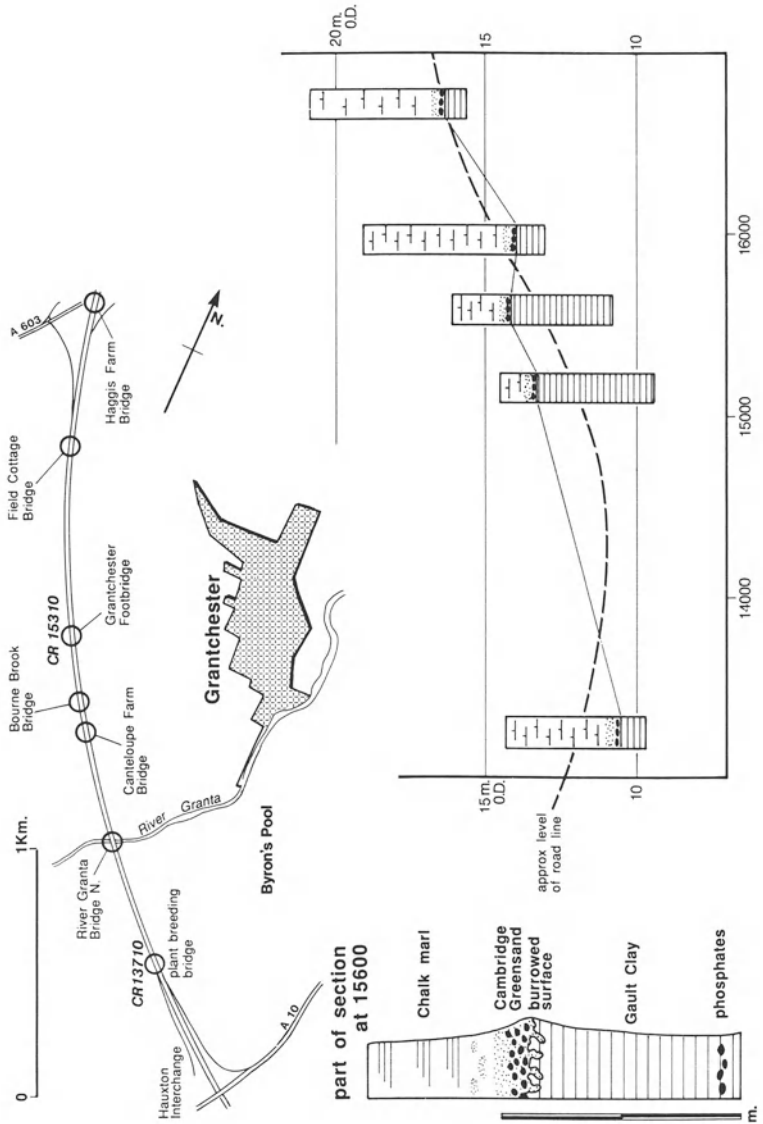 0
1Km.
Hauxton
Interchange
A 10
CR13710
plant breeding
bridge
River Granta
Bridge N.
River
Granta
Byron's Pool
Canteloupe Farm
Bridge
Bourne Brook
Bridge
CR 15310
Grantchester
Footbridge
Grantchester
Field Cottage
Bridge
A 603
Haggis Farm
Bridge
N.
part of section
at 15600
Chalk marl
Cambridge
Greensand
burrowed
surface
Gault Clay
phosphates
m.
approx level
of road line
15m.
O.D.
10
20 m.
O.D.
15
10
14000
15000
16000